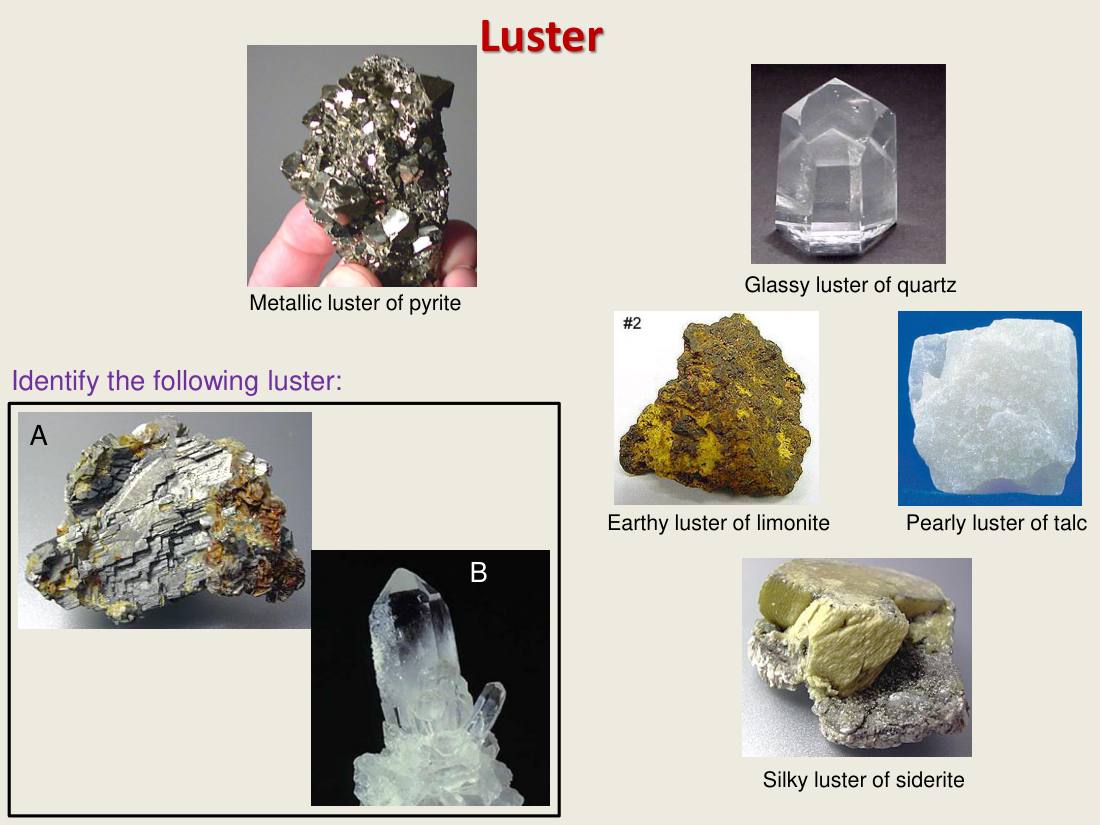 Luster
Metallic luster of pyrite
Glassy luster of quartz
#2
Identify the following luster:
A
Earthy luster of limonite
Pearly luster of talc
B
Silky luster of siderite